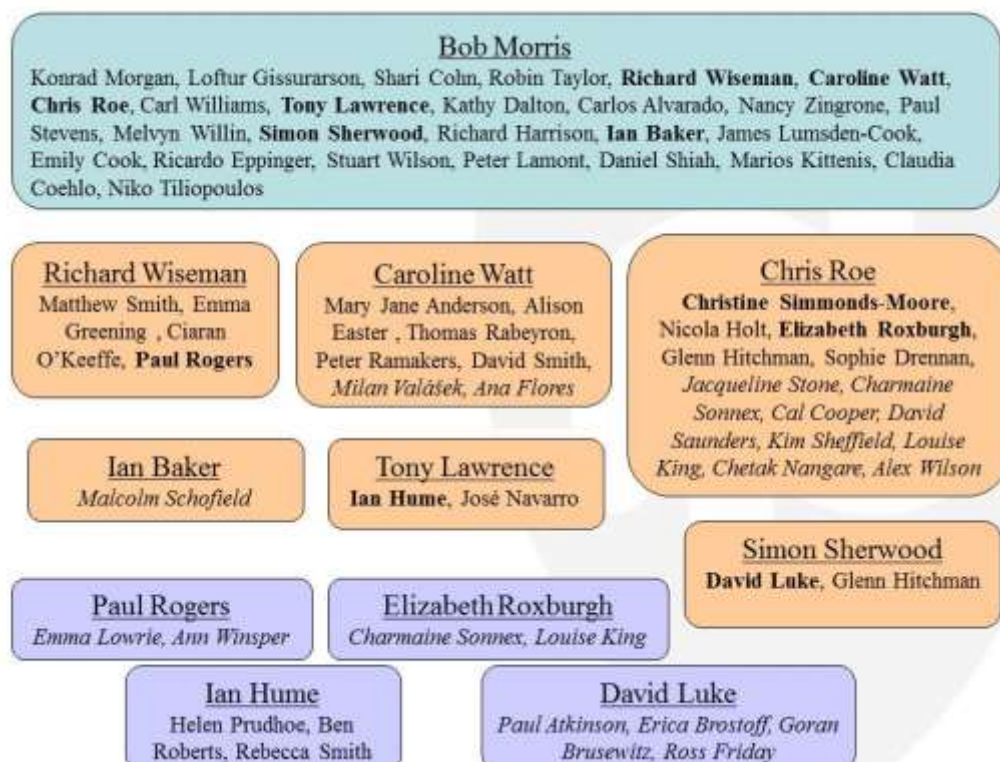 Bob Morris
Konrad Morgan, Loftur Gissurarson, Shari Cohn, Robin Taylor, Richard Wiseman, Caroline Watt,
Chris Roe, Carl Williams, Tony Lawrence, Kathy Dalton, Carlos Alvarado, Nancy Zingrone, Paul
Stevens, Melvyn Willin, Simon Sherwood, Richard Harrison, Ian Baker, James Lumsden-Cook,
Emily Cook, Ricardo Eppinger, Stuart Wilson, Peter Lamont, Daniel Shiah, Marios Kittenis, Claudia
Coehlo, Niko Tiliopoulos
Richard Wiseman
Matthew Smith, Emma
Greening , Ciaran
O'Keeffe, Paul Rogers
Caroline Watt
Mary Jane Anderson, Alison
Easter , Thomas Rabeyron,
Peter Ramakers, David Smith,
Milan Valášek, Ana Flores
Chris Roe
Christine Simmonds-Moore,
Nicola Holt, Elizabeth Roxburgh,
Glenn Hitchman, Sophie Drennan,
Jacqueline Stone, Charmaine
Sonnex, Cal Cooper, David
Saunders, Kim Sheffield, Louise
King, Chetak Nangare, Alex Wilson
Ian Baker
Malcolm Schofield
Tony Lawrence
Ian Hume, José Navarro
Simon Sherwood
David Luke, Glenn Hitchman
Paul Rogers
Emma Lowrie, Ann Winsper
Elizabeth Roxburgh
Charmaine Sonnex, Louise King
Ian Hume
Helen Prudhoe, Ben
Roberts, Rebecca Smith
David Luke
Paul Atkinson, Erica Brostoff, Goran
Brusewitz, Ross Friday